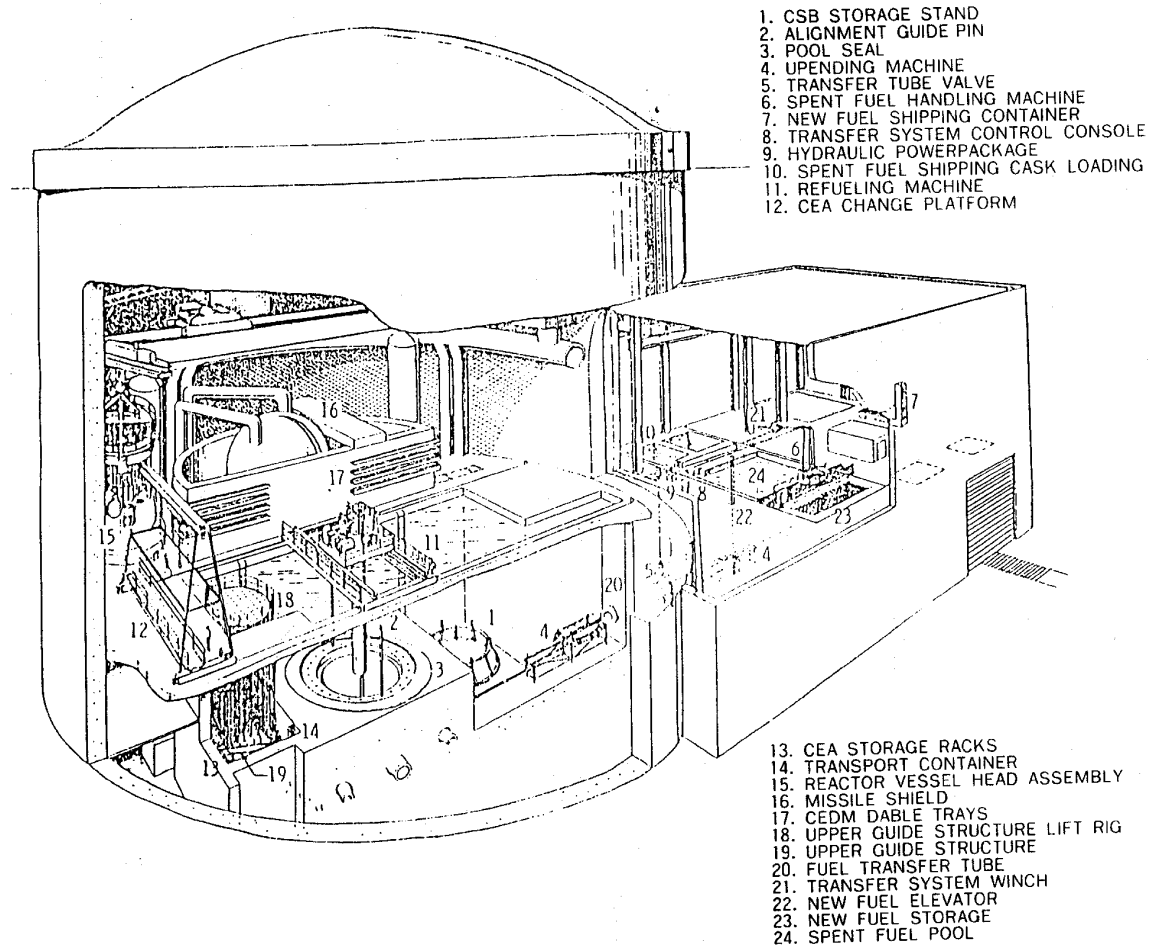 1. CSB STORAGE STAND
2. ALIGNMENT GUIDE PIN
3. POOL SEAL
4. UPENDING MACHINE
5. TRANSFER TUBE VALVE
6. SPENT FUEL HANDLING MACHINE
7. NEW FUEL SHIPPING CONTAINER
8. TRANSFER SYSTEM CONTROL CONSOLE
9. HYDRAULIC POWERPACKAGE
10. SPENT FUEL SHIPPING CASK LOADING
11. REFUELING MACHINE
12. CEA CHANGE PLATFORM
7
16
21
10
6
17
24
9
8
23
22
15
11
5
4
20
18
12
2
1
4
3
14
13
19
13. CEA STORAGE RACKS
14. TRANSPORT CONTAINER
15. REACTOR VESSEL HEAD ASSEMBLY
16. MISSILE SHIELD
17. CEDM DABLE TRAYS
18. UPPER GUIDE STRUCTURE LIFT RIG
19. UPPER GUIDE STRUCTURE
20. FUEL TRANSFER TUBE
21. TRANSFER SYSTEM WINCH
22. NEW FUEL ELEVATOR
23. NEW FUEL STORAGE
24. SPENT FUEL POOL